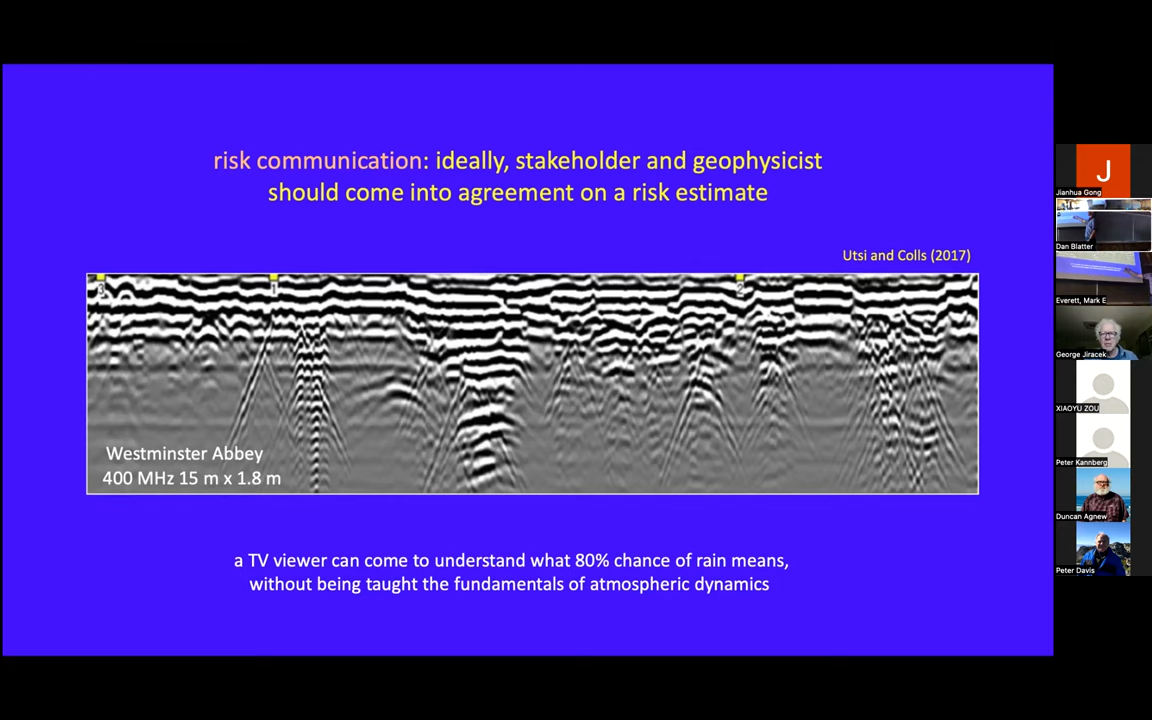 risk communication: ideally, stakeholder and geophysicist
should come into agreement on a risk estimate
Utsi and Colls (2017)
3
1
2
Westminster Abbey
400 MHz 15 m x 1.8 m
a TV viewer can come to understand what 80% chance of rain means,
without being taught the fundamentals of atmospheric dynamics
J
Jianhua Gong
Dan Blatter
Everett, Mark E
George Jiracek
XIAOYU ZOU
Peter Kannberg
Duncan Agnew
Peter Davis